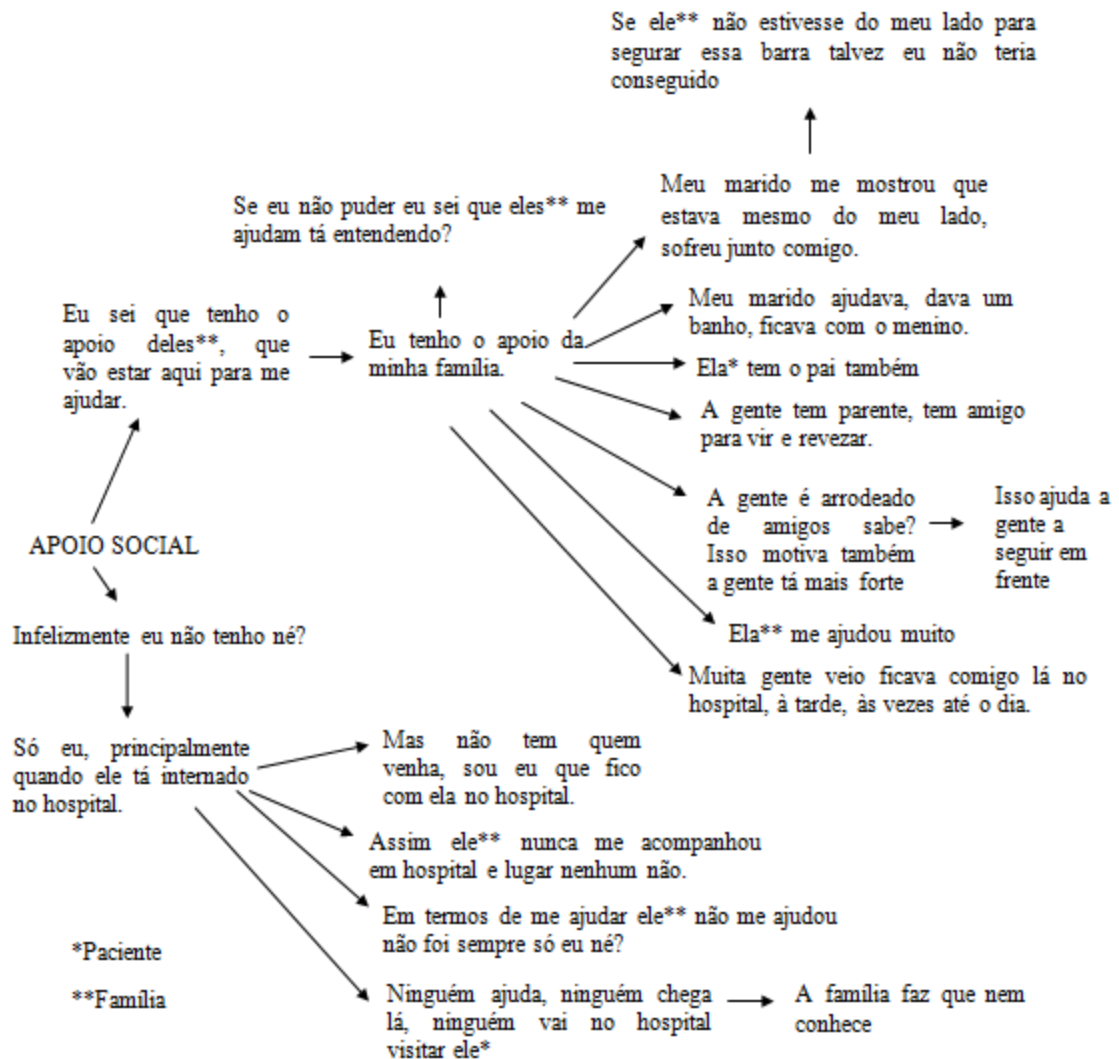 Se ele** não estivesse do meu lado para
segurar essa barra talvez eu não teria
conseguido
Meu marido me mostrou que
estava mesmo do meu lado,
sofreu junto comigo.
Se eu não puder eu sei que eles** me
ajudam tá entendendo?
Meu marido ajudava, dava um
banho, ficava com o menino.
Eu sei que tenho o
apoio deles**, que
vão estar aqui para me
ajudar.
Eu tenho o apoio da
minha família.
Ela* tem o pai também
A gente tem parente, tem amigo
para vir e revezar.
A gente é arrodeado
de amigos sabe?
Isso motiva também
a gente tá mais forte
Isso ajuda a
gente a
seguir em
frente
APOIO SOCIAL
Ela** me ajudou muito
Infelizmente eu não tenho né?
Muita gente veio ficava comigo lá no
hospital, à tarde, às vezes até o dia.
Só eu, principalmente
quando ele tá internado
no hospital.
Mas não tem quem
venha, sou eu que fico
com ela no hospital.
Assim ele** nunca me acompanhou
em hospital e lugar nenhum não.
Em termos de me ajudar ele** não me ajudou
não foi sempre só eu né?
*Paciente
**Família
Ninguém ajuda, ninguém chega
lá, ninguém vai no hospital
visitar ele*
A família faz que nem
conhece